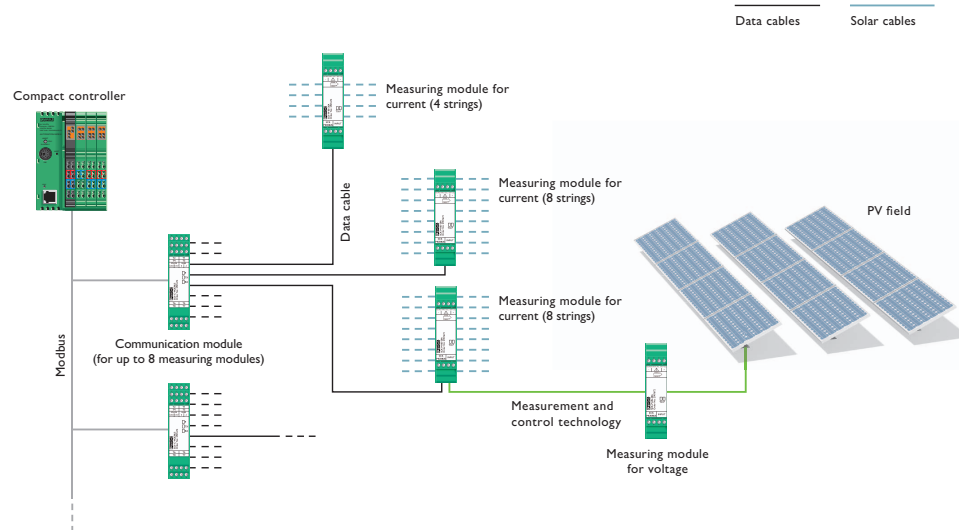 Data cables
Solar cables
Compact controller
Measuring module for
current (4 strings)
Data cable
Measuring module for
current (8 strings)
PV field
Measuring module for
current (8 strings)
Communication module
(for up to 8 measuring modules)
Modbus
Measurement and
control technology
Measuring module
for voltage